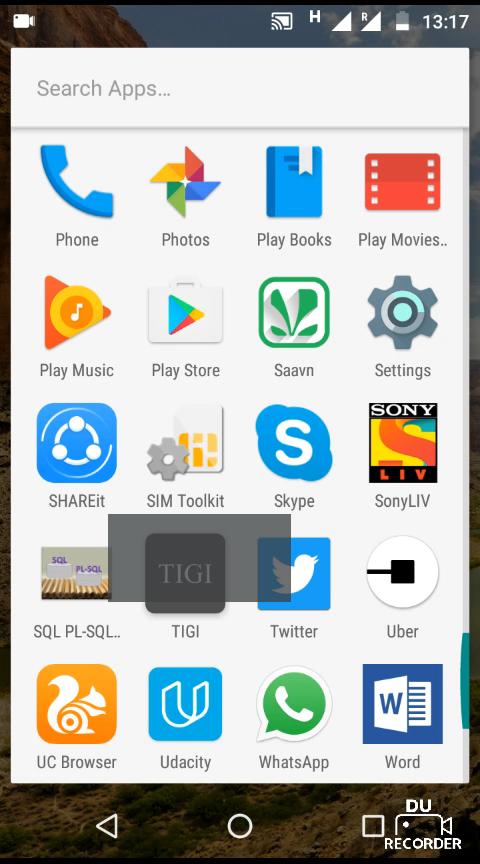 H R 13:17
Search Apps...
Phone Photos Play Books Play Movies..
Play Music Play Store Saavn Settings
SONY
S
LIV
SHAREit SIM Toolkit Skype SonyLIV
SQL
PL-SQL
TIGI
SQL PL-SQL.. TIGI Twitter Uber
W
UC Browser Udacity WhatsApp Word
DU
RECORDER